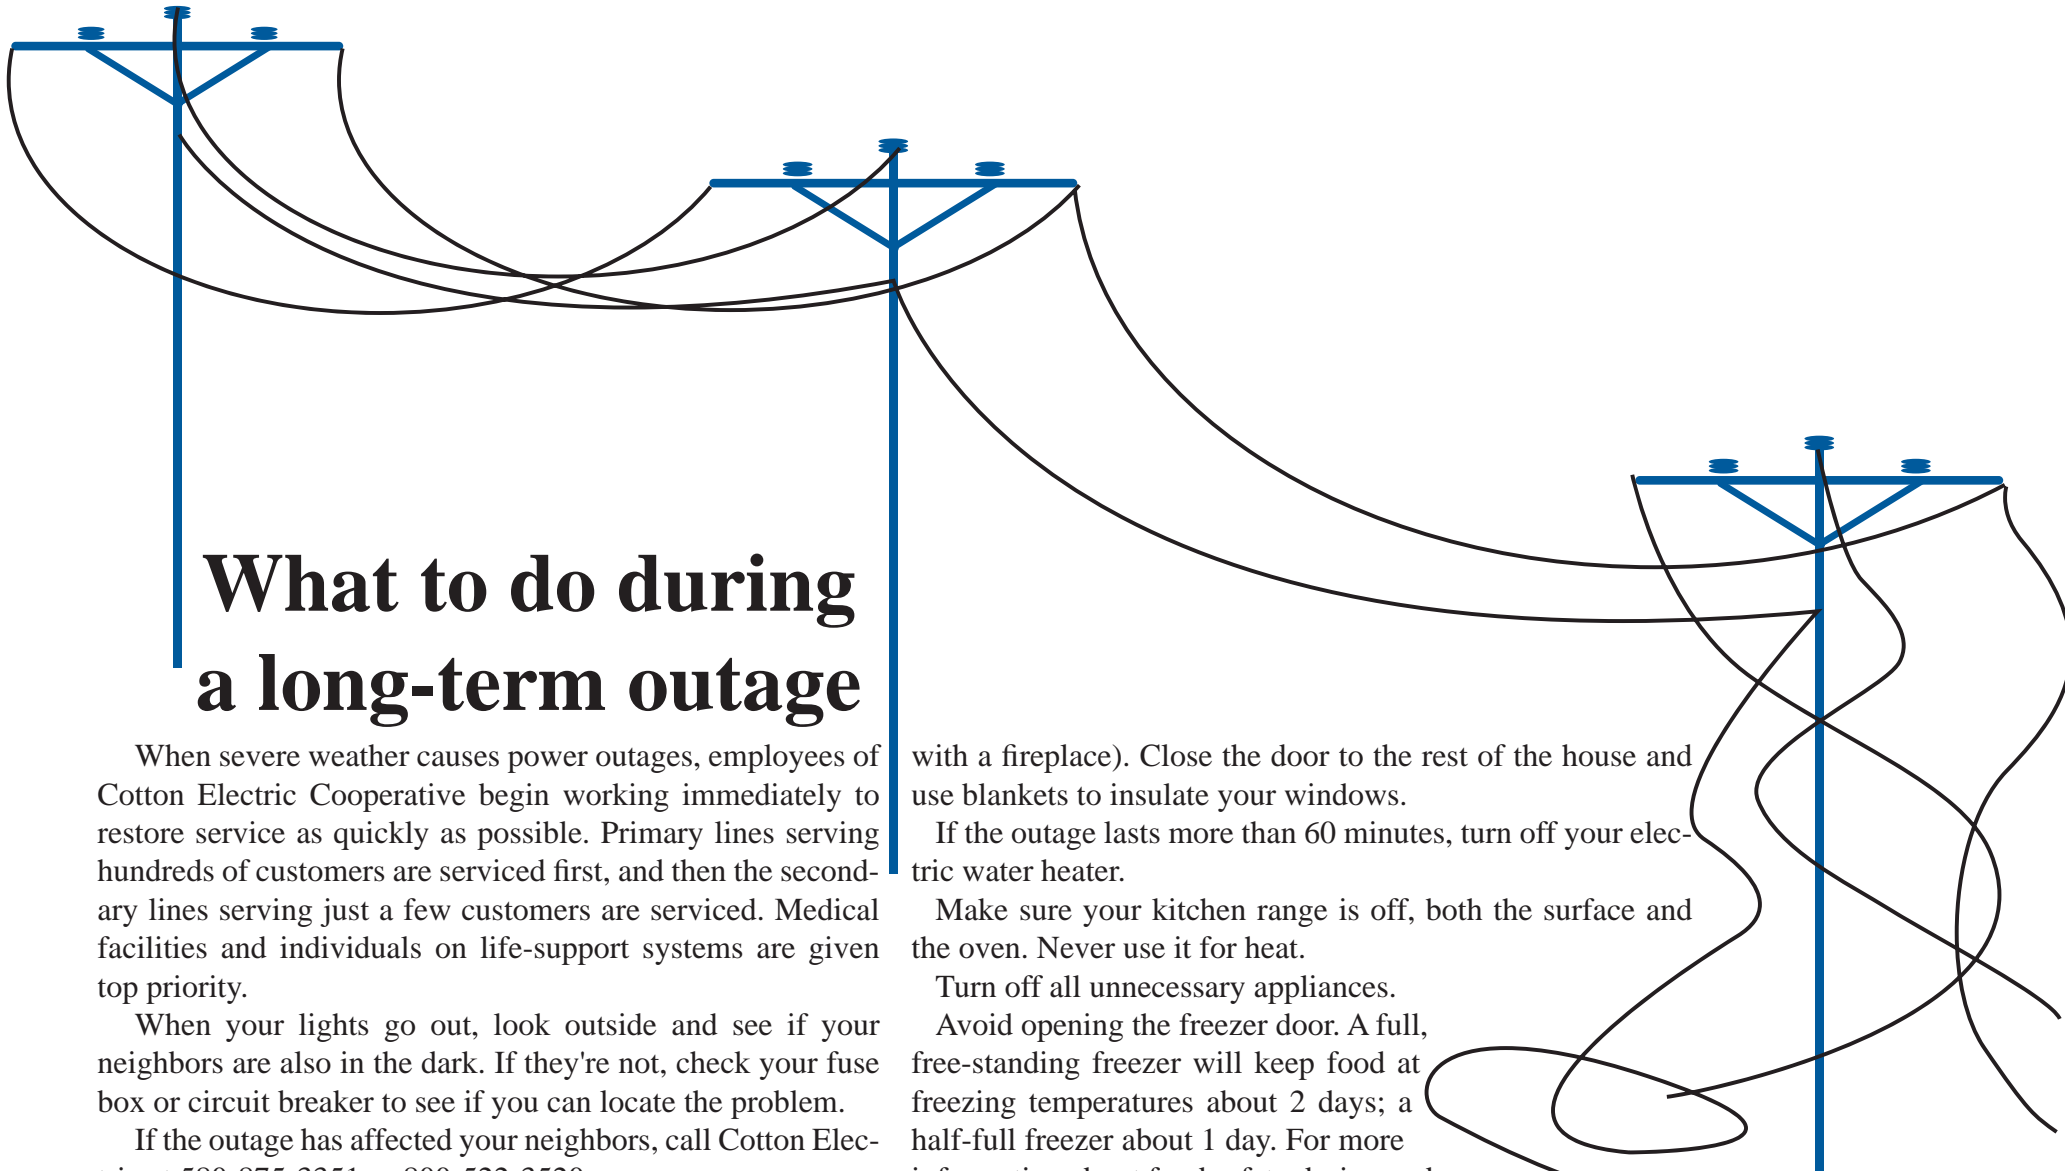 What to do during
a long-term outage
When severe weather causes power outages, employees of
Cotton Electric Cooperative begin working immediately to
restore service as quickly as possible. Primary lines serving
hundreds of customers are serviced first, and then the second-
ary lines serving just a few customers are serviced. Medical
facilities and individuals on life-support systems are given
top priority.
When your lights go out, look outside and see if your
neighbors are also in the dark. If they're not, check your fuse
box or circuit breaker to see if you can locate the problem.
If the outage has affected your neighbors, call Cotton Elec-
with a fireplace). Close the door to the rest of the house and
use blankets to insulate your windows.
If the outage lasts more than 60 minutes, turn off your elec-
tric water heater.
Make sure your kitchen range is off, both the surface and
the oven. Never use it for heat.
Turn off all unnecessary appliances.
Avoid opening the freezer door. A full,
free-standing freezer will keep food at
freezing temperatures about 2 days; a
half-full freezer about 1 day. For more